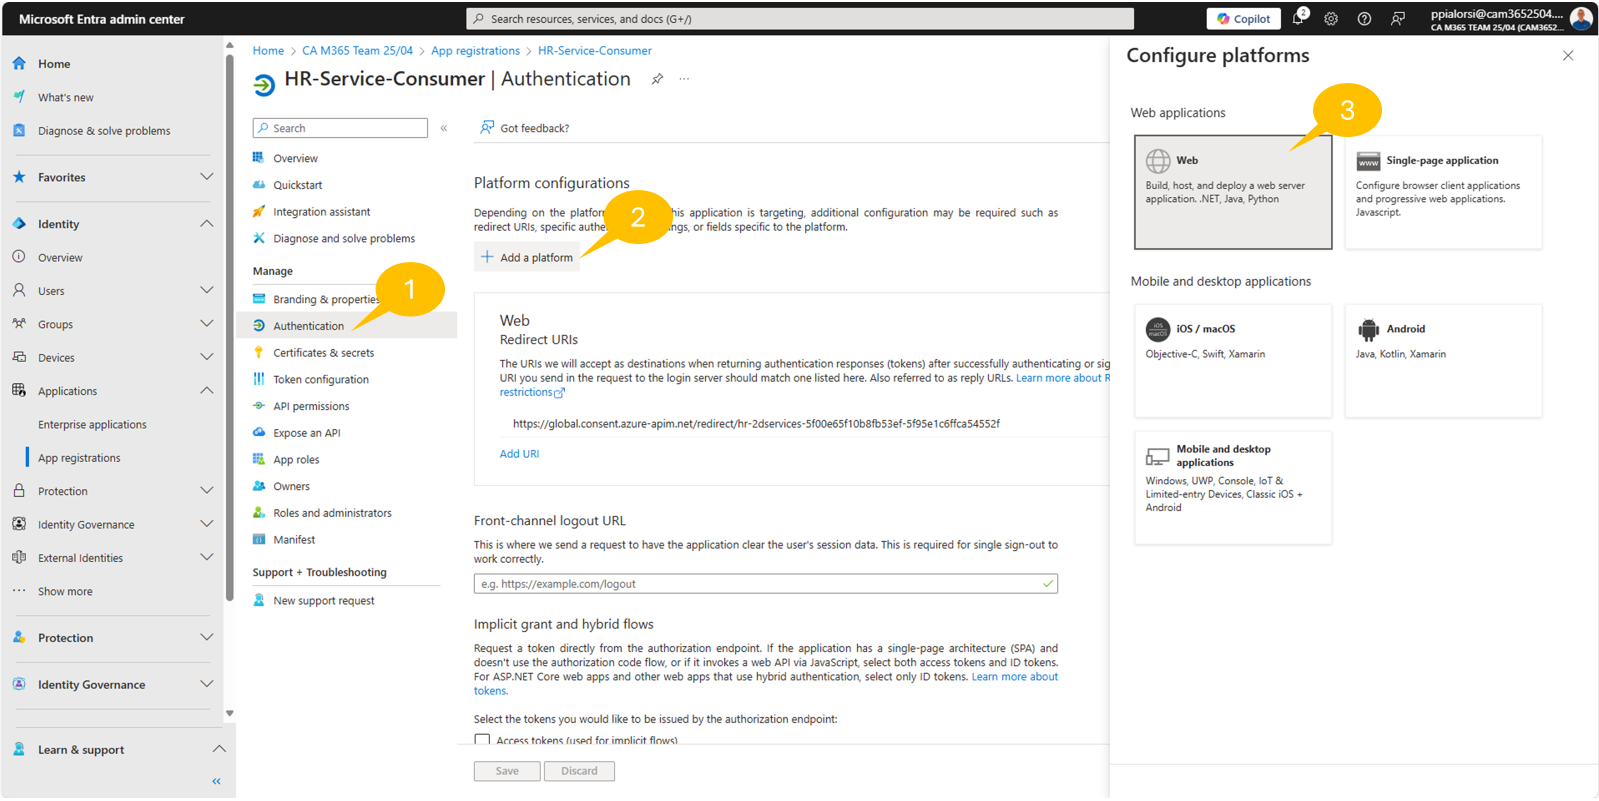 Microsoft Entra admin center
Search resources, services, and docs (G+/)
Copilot
2
ppialorsi@cam3652504....
CA M365 TEAM 25/04 (CAM3652...
Home
What's new
Diagnose & solve problems
Favorites
Identity
Overview
Users
Groups
Devices
Applications
Enterprise applications
App registrations
Protection
Identity Governance
External Identities
Show more
Protection
Identity Governance
Learn & support
Home > CA M365 Team 25/04 > App registrations > HR-Service-Consumer
HR-Service-Consumer | Authentication
Search
Overview
Quickstart
Integration assistant
Diagnose and solve problems
Manage
Branding & properties
1
Authentication
Certificates & secrets
Token configuration
API permissions
Expose an API
App roles
Owners
Roles and administrators
Manifest
Support + Troubleshooting
New support request
Got feedback?
Platform configurations
Depending on the platform his application is targeting, additional configuration may be required such as
redirect URIs, specific authe ngs, or fields specific to the platform.
2
Add a platform
Web
Redirect URIs
The URIs we will accept as destinations when returning authentication responses (tokens) after successfully authenticating or sig
URI you send in the request to the login server should match one listed here. Also referred to as reply URLs. Learn more about R
restrictions
https://global.consent.azure-apim.net/redirect/hr-2dservices-5f00e65f10b8fb53ef-5f95e1c6ffca54552f
Add URI
Front-channel logout URL
This is where we send a request to have the application clear the user's session data. This is required for single sign-out to
work correctly.
e.g. https://example.com/logout
Implicit grant and hybrid flows
Request a token directly from the authorization endpoint. If the application has a single-page architecture (SPA) and
doesn't use the authorization code flow, or if it invokes a web API via JavaScript, select both access tokens and ID tokens.
For ASP.NET Core web apps and other web apps that use hybrid authentication, select only ID tokens. Learn more about
tokens.
Select the tokens you would like to be issued by the authorization endpoint:
Access tokens (used for implicit flows)
Save
Discard
Configure platforms
Web applications
3
Web
Build, host, and deploy a web server
application. .NET, Java, Python
www
Single-page application
Configure browser client applications
and progressive web applications.
Javascript.
Mobile and desktop applications
iOS
macOS
iOS / macOS
Objective-C, Swift, Xamarin
Android
Java, Kotlin, Xamarin
Mobile and desktop
applications
Windows, UWP, Console, IoT &
Limited-entry Devices, Classic iOS +
Android